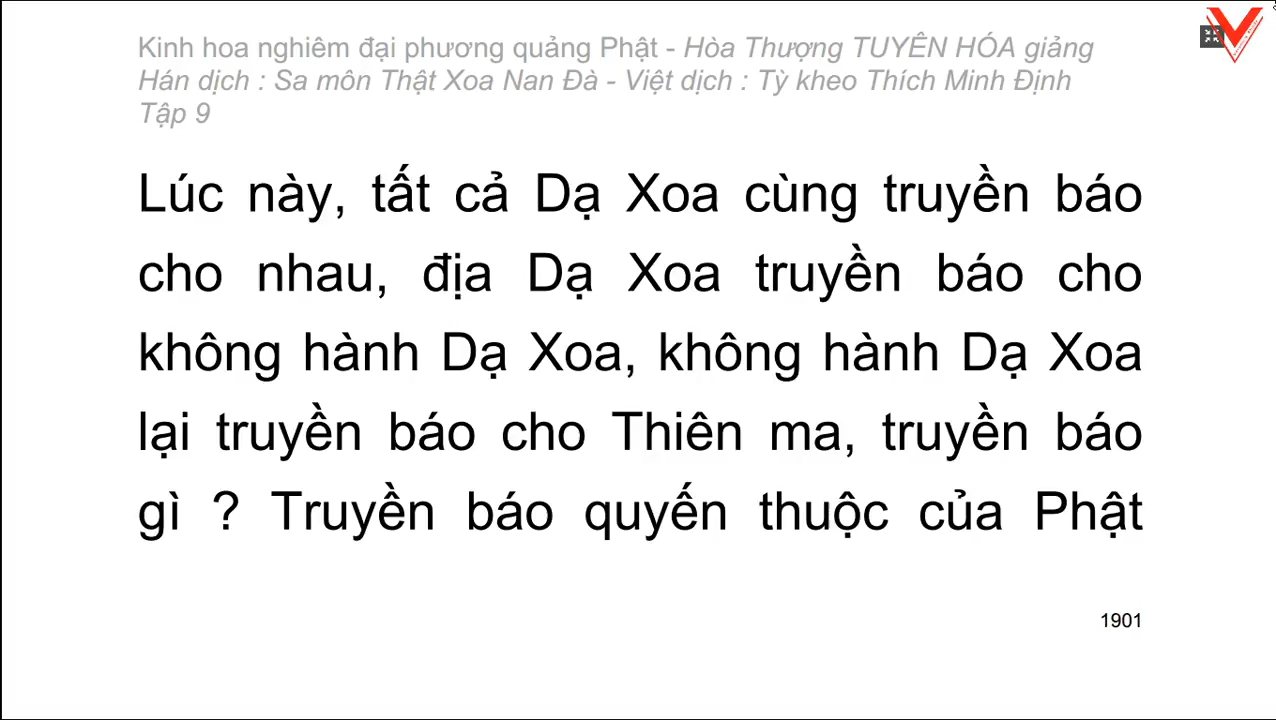 Kinh hoa nghiêm đại phương quảng Phật - Hòa Thượng TUYÊN HÓA giảng
Hán dịch : Sa môn Thật Xoa Nan Đà - Việt dịch : Tỳ kheo Thích Minh Định
Tập 9
Lúc này, tất cả Dạ Xoa cùng truyền báo
cho nhau, địa Dạ Xoa truyền báo cho
không hành Dạ Xoa, không hành Dạ Xoa
lại truyền báo cho Thiên ma, truyền báo
gì ? Truyền báo quyến thuộc của Phật
1901